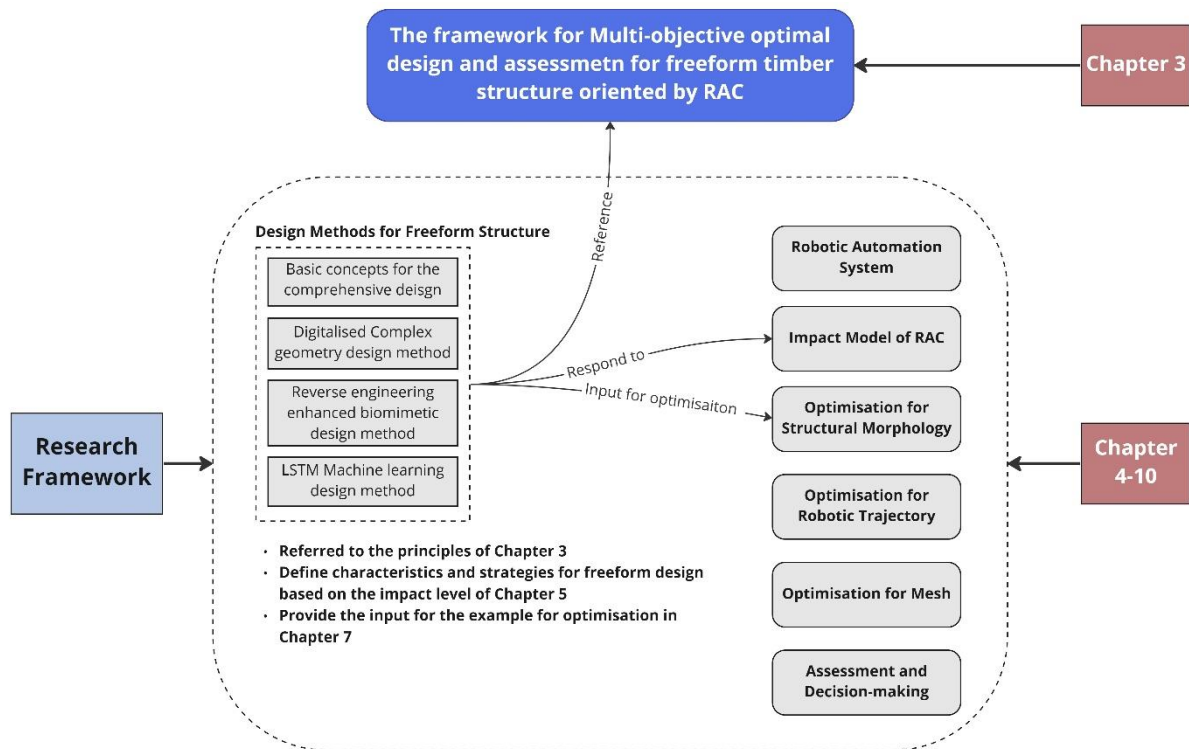 The framework for Multi-objective optimal
design and assessmetn for freeform timber
structure oriented by RAC
Chapter 3
Reference
Design Methods for Freeform Structure
Basic concepts for the
comprehensive deisgn
Digitalised Complex
geometry design method
Reverse engineering
enhanced biomimetic
design method
LSTM Machine learning
design method
Respond to
Input for optimisaiton
Robotic Automation
System
Impact Model of RAC
Optimisation for
Structural Morphology
Optimisation for
Robotic Trajectory
Optimisation for Mesh
Assessment and
Decision-making
Research
Framework
Chapter
4-10
· Referred to the principles of Chapter 3
· Define characteristics and strategies for freeform design
based on the impact level of Chapter 5
· Provide the input for the example for optimisation in
Chapter 7